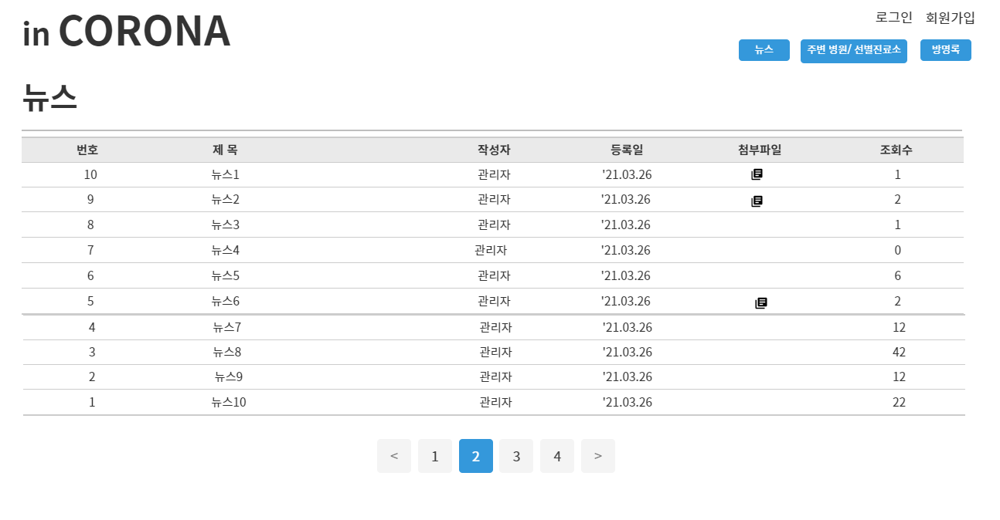 in CORONA
로그인 회원가입
뉴스 주변 병원/ 선별진료소 방명록
뉴스
번호 제 목 작성자 등록일 첨부파일 조회수
10 뉴스1 관리자 '21.03.26 1
9 뉴스2 관리자 '21.03.26 2
8 뉴스3 관리자 '21.03.26 1
7 뉴스4 관리자 '21.03.26 0
6 뉴스5 관리자 '21.03.26 6
5 뉴스6 관리자 '21.03.26 2
4 뉴스7 관리자 '21.03.26 12
3 뉴스8 관리자 '21.03.26 42
2 뉴스9 관리자 '21.03.26 12
1 뉴스10 관리자 '21.03.26 22
< 1 2 3 4 >